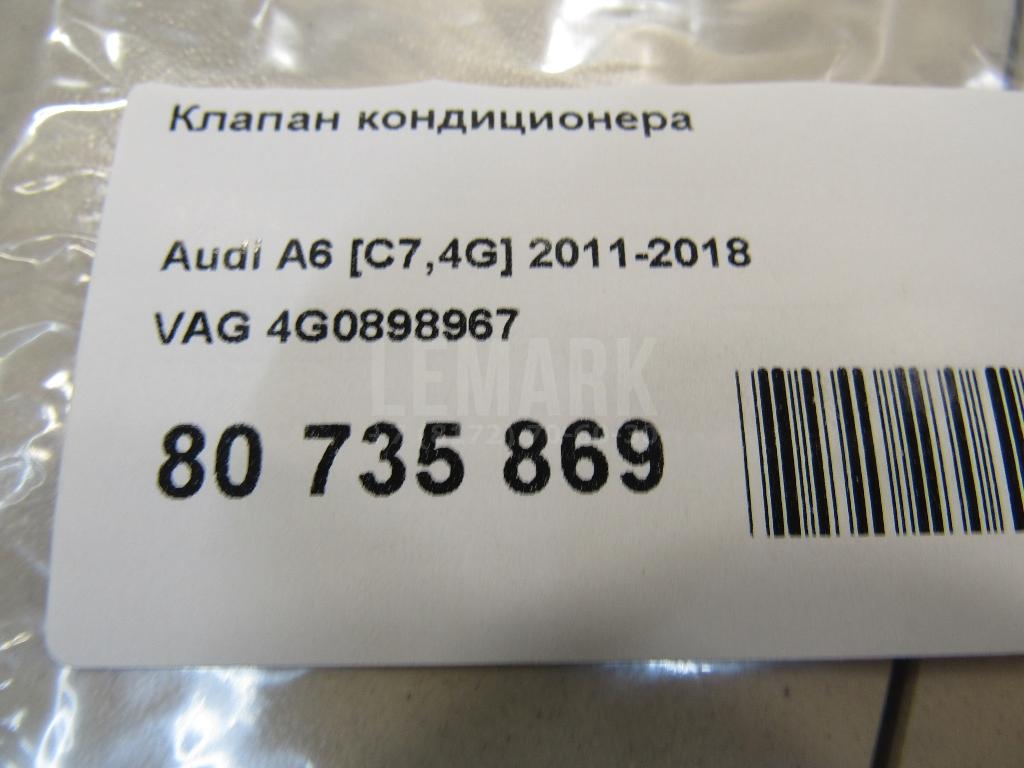 Клапан кондиционера
Audi A6 [C7,4G] 2011-2018
VAG 4G0898967
LEMARK
80 735 869